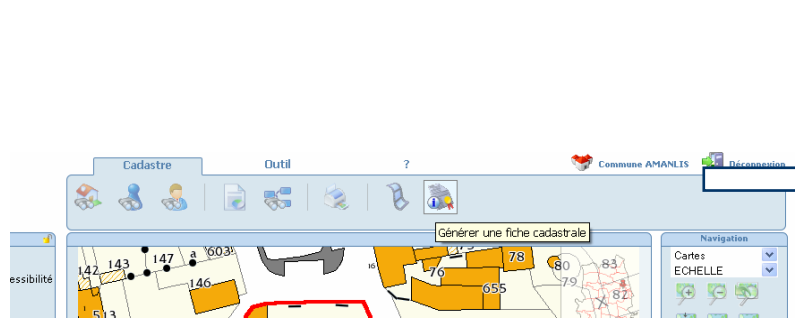 Cadastre Outil ? Commune AMANLIS Déconnexion
Générer une fiche cadastrale
Navigation
Cartes
ECHELLE
essibilité
142 143 147 a 603 146 513
16 76 78 655
80 79 83 82